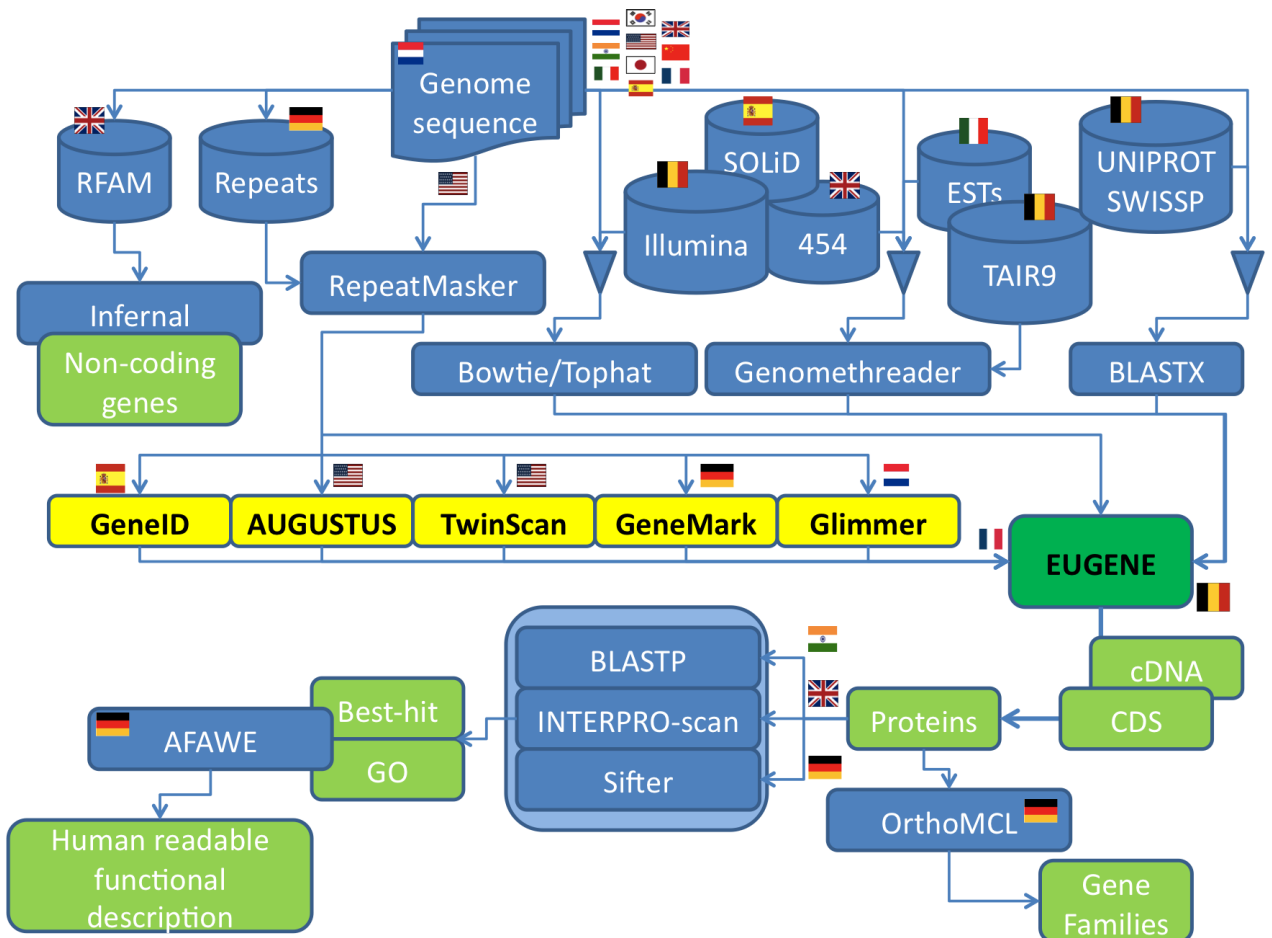 Genome
sequence
RFAM
Repeats
SOLiD
Illumina
454
ESTs
TAIR9
UNIPROT
SWISSP
RepeatMasker
Infernal
Non-coding
genes
Bowtie/Tophat
Genomethreader
BLASTX
GeneID
AUGUSTUS
TwinScan
GeneMark
Glimmer
EUGENE
cDNA
CDS
Proteins
BLASTP
INTERPRO-scan
Sifter
Best-hit
GO
AFAWE
Human readable
functional
description
OrthoMCL
Gene
Families